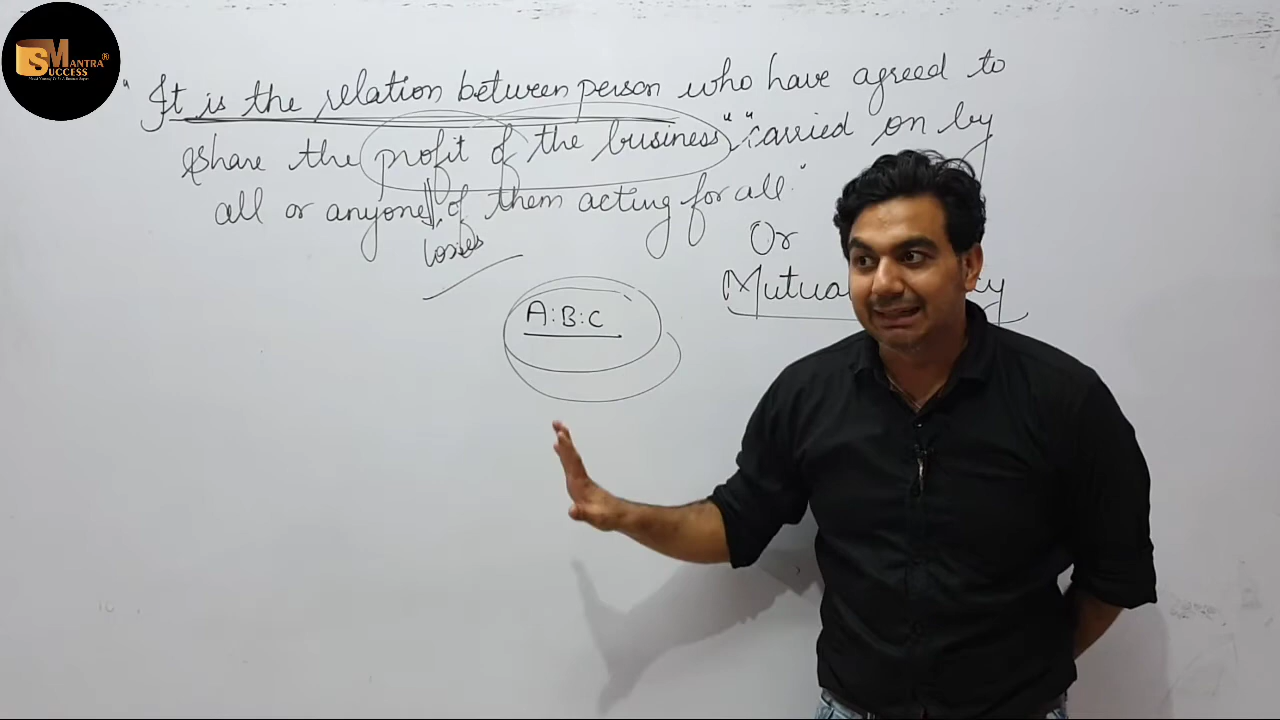 SMantra®
Success
" It is the relation between person who have agreed to
share the profit of the business" "carried on by
all or anyone of them acting for all"
losses
Or
Mutual
A:B:C